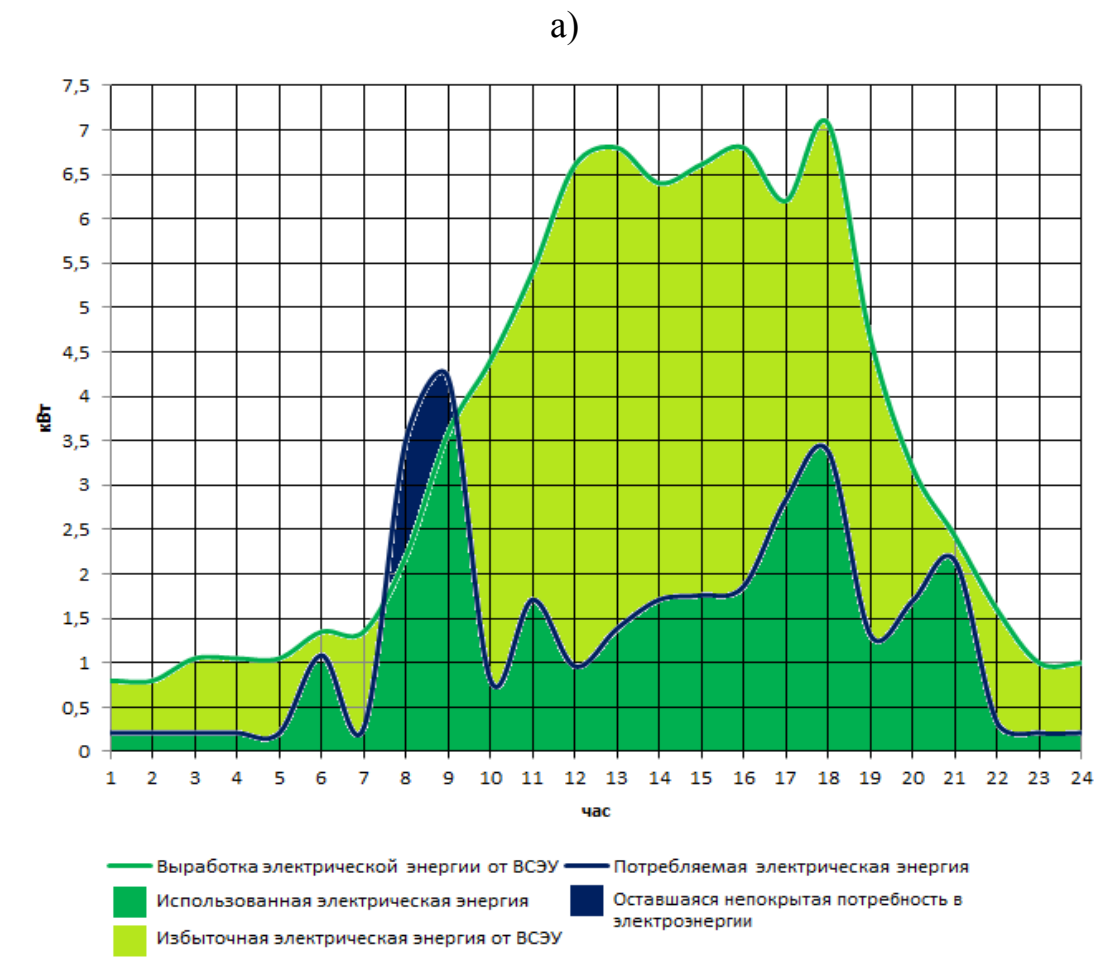 а)
7,5
7
6,5
6
5,5
5
4,5
4
3,5
3
2,5
2
1,5
1
0,5
0
кВт
1 2 3 4 5 6 7 8 9 10 11 12 13 14 15 16 17 18 19 20 21 22 23 24
час
Выработка электрической энергии от ВСЭУ
Потребляемая электрическая энергия
Использованная электрическая энергия
Оставшаяся непокрытая потребность в
электроэнергии
Избыточная электрическая энергия от ВСЭУ